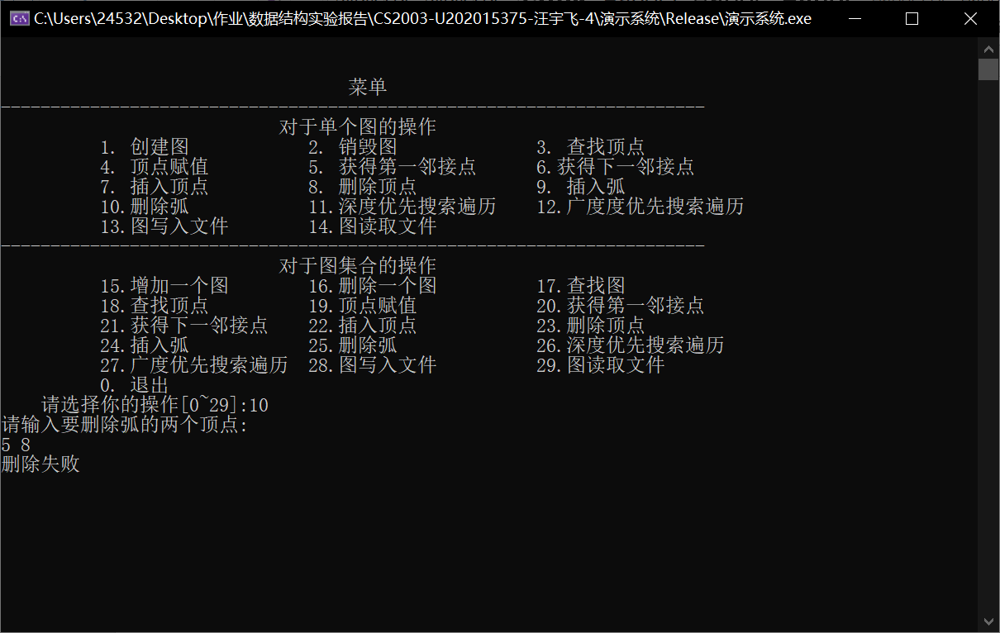 C:\Users\24532\Desktop\作业\数据结构实验报告\CS2003-U202015375-汪宇飞-4\演示系统\Release\演示系统.exe
菜单
-----------------------------------------------------------------------
对于单个图的操作
1. 创建图 2. 销毁图 3. 查找顶点
4. 顶点赋值 5. 获得第一邻接点 6.获得下一邻接点
7. 插入顶点 8. 删除顶点 9. 插入弧
10.删除弧 11.深度优先搜索遍历 12.广度度优先搜索遍历
13.图写入文件 14.图读取文件
-----------------------------------------------------------------------
对于图集合的操作
15.增加一个图 16.删除一个图 17.查找图
18.查找顶点 19.顶点赋值 20.获得第一邻接点
21.获得下一邻接点 22.插入顶点 23.删除顶点
24.插入弧 25.删除弧 26.深度优先搜索遍历
27.广度优先搜索遍历 28.图写入文件 29.图读取文件
0. 退出
请选择你的操作[0~29]:10
请输入要删除弧的两个顶点:
5 8
删除失败